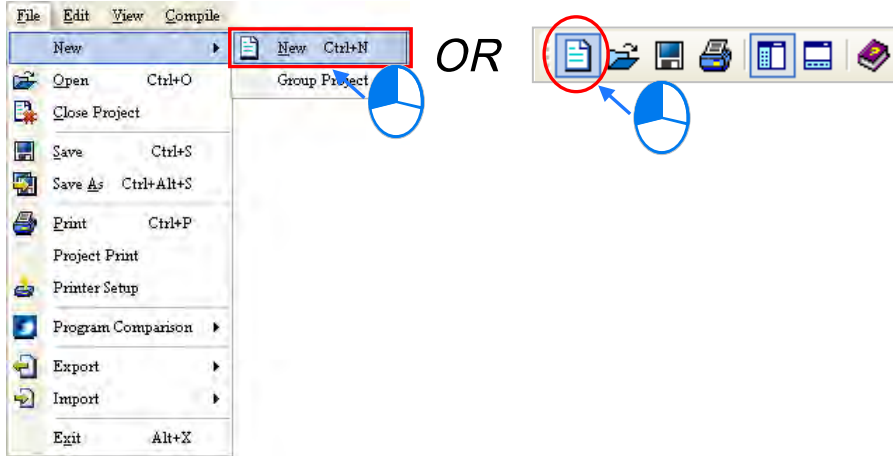 File Edit View Compile
New
New Ctrl+N
Group Project
OR
Open Ctrl+O
Close Project
Save Ctrl+S
Save As Ctrl+Alt+S
Print Ctrl+P
Project Print
Printer Setup
Program Comparison
Export
Import
Exit Alt+X